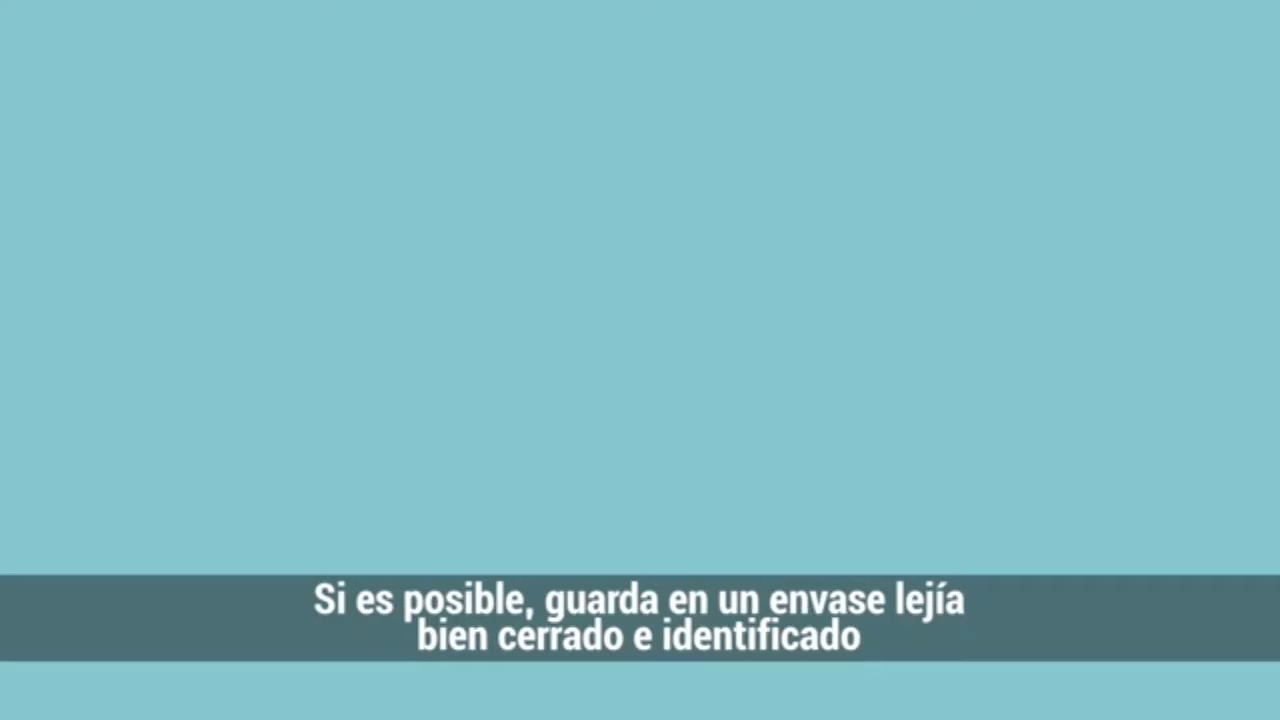 Si es posible, guarda en un envase lejía
bien cerrado e identificado